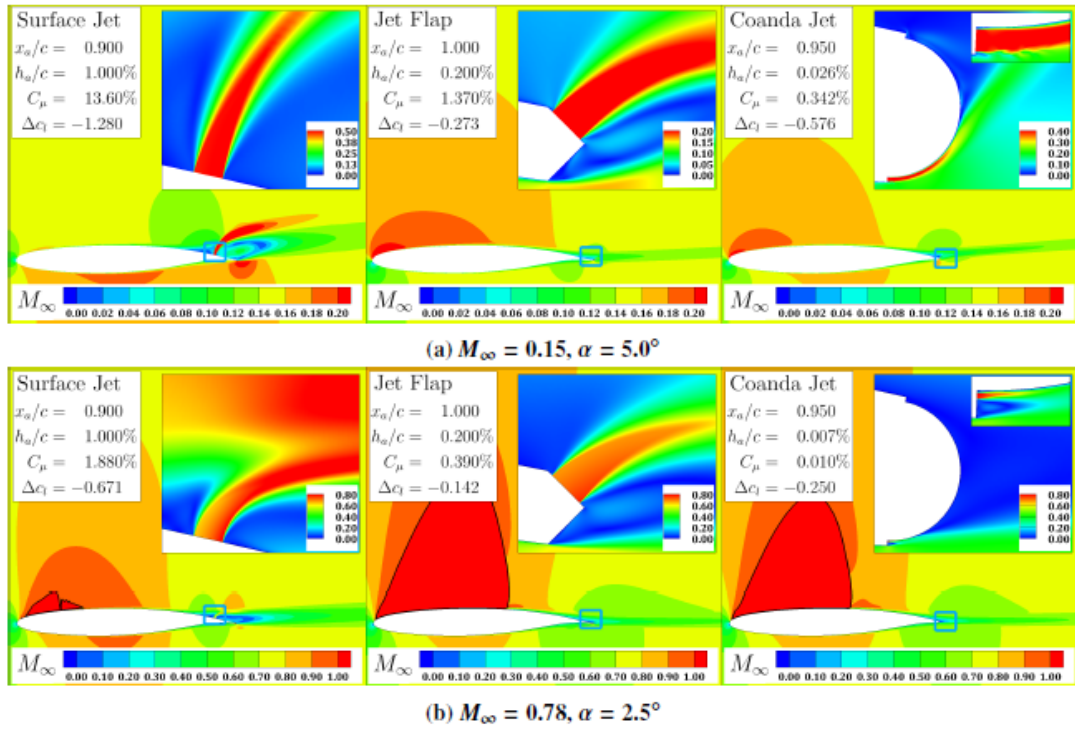 Surface Jet
x_a/c = 0.900
h_a/c = 1.000%
C_μ = 13.60%
Δc_l = −1.280
0.50
0.38
0.25
0.13
0.00
M_∞
0.00 0.02 0.04 0.06 0.08 0.10 0.12 0.14 0.16 0.18 0.20
Jet Flap
x_a/c = 1.000
h_a/c = 0.200%
C_μ = 1.370%
Δc_l = −0.273
0.20
0.15
0.10
0.05
0.00
M_∞
0.00 0.02 0.04 0.06 0.08 0.10 0.12 0.14 0.16 0.18 0.20
Coanda Jet
x_a/c = 0.950
h_a/c = 0.026%
C_μ = 0.342%
Δc_l = −0.576
0.40
0.30
0.20
0.10
0.00
M_∞
0.00 0.02 0.04 0.06 0.08 0.10 0.12 0.14 0.16 0.18 0.20
(a) M_∞ = 0.15, α = 5.0°
Surface Jet
x_a/c = 0.900
h_a/c = 1.000%
C_μ = 1.880%
Δc_l = −0.671
0.80
0.60
0.40
0.20
0.00
M_∞
0.00 0.10 0.20 0.30 0.40 0.50 0.60 0.70 0.80 0.90 1.00
Jet Flap
x_a/c = 1.000
h_a/c = 0.200%
C_μ = 0.390%
Δc_l = −0.142
0.80
0.60
0.40
0.20
0.00
M_∞
0.00 0.10 0.20 0.30 0.40 0.50 0.60 0.70 0.80 0.90 1.00
Coanda Jet
x_a/c = 0.950
h_a/c = 0.007%
C_μ = 0.010%
Δc_l = −0.250
0.80
0.60
0.40
0.20
0.00
M_∞
0.00 0.10 0.20 0.30 0.40 0.50 0.60 0.70 0.80 0.90 1.00
(b) M_∞ = 0.78, α = 2.5°